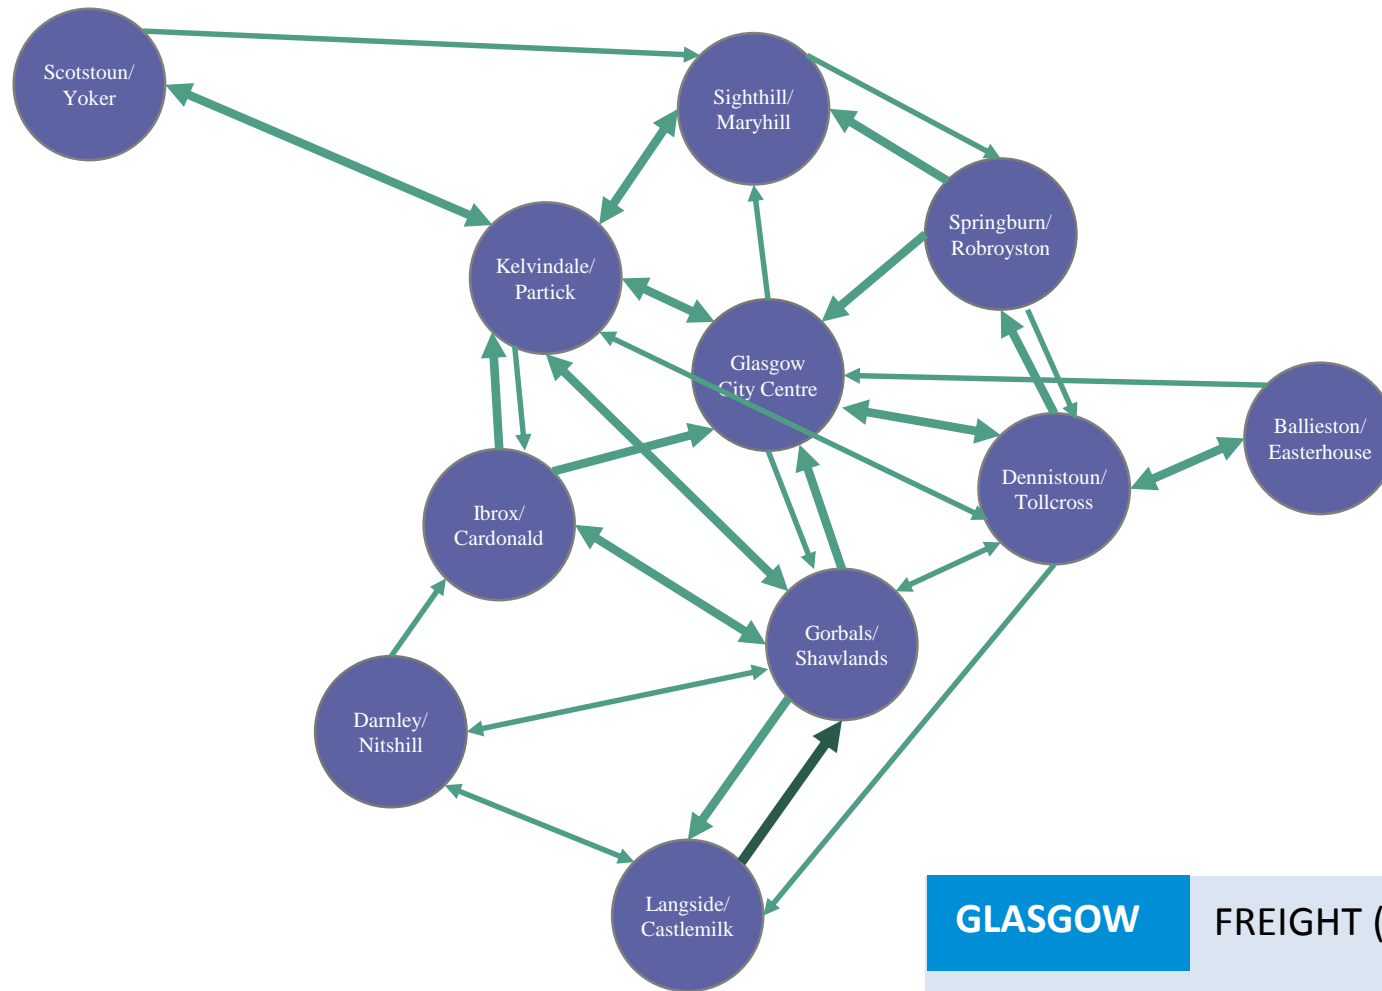 Scotstoun/
Yoker
Sighthill/
Maryhill
Springburn/
Robroyston
Kelvindale/
Partick
Glasgow
City Centre
Ballieston/
Easterhouse
Dennistoun/
Tollcross
Ibrox/
Cardonald
Gorbals/
Shawlands
Darnley/
Nitshill
Langside/
Castlemilk
GLASGOW FREIGHT (